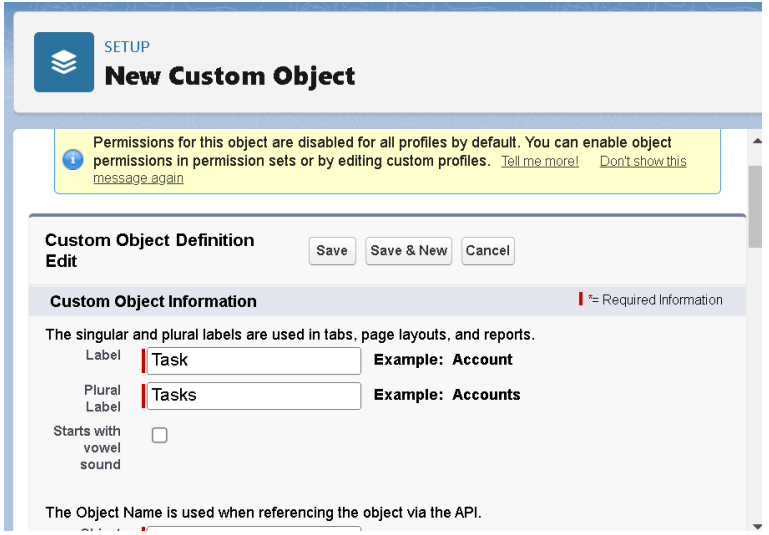 SETUP
New Custom Object
Permissions for this object are disabled for all profiles by default. You can enable object
permissions in permission sets or by editing custom profiles. Tell me more! Don't show this
message again
Custom Object Definition
Edit
Save Save & New Cancel
Custom Object Information
*= Required Information
The singular and plural labels are used in tabs, page layouts, and reports.
Label Task Example: Account
Plural
Label Tasks Example: Accounts
Starts with
vowel
sound
The Object Name is used when referencing the object via the API.